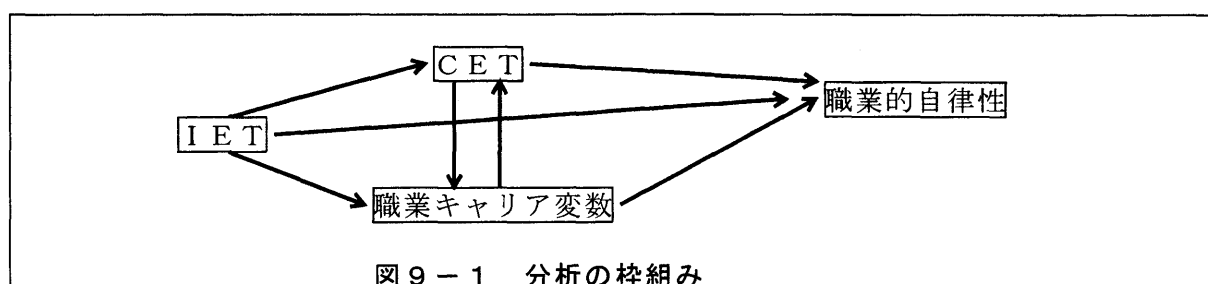 ＣＥＴ
職業的自律性
ＩＥＴ
職業キャリア変数
図９－１　分析の枠組み